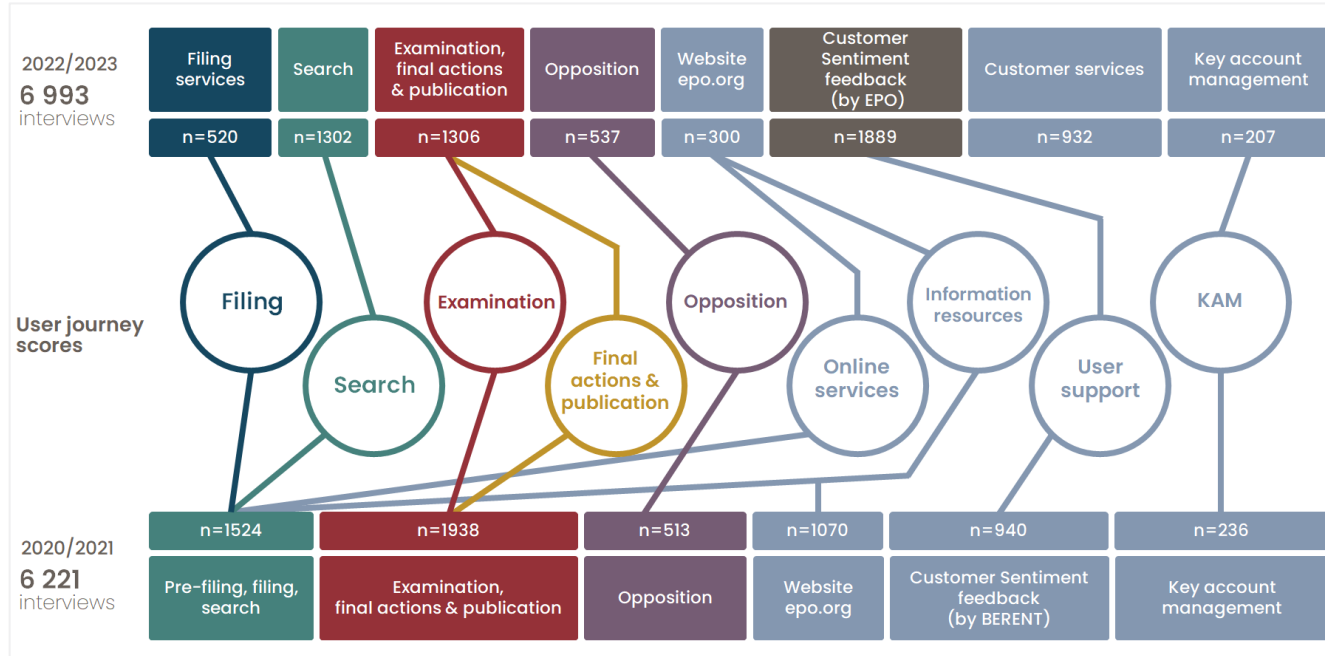 2022/2023
6 993
interviews
Filing
services
Search
Examination,
final actions
& publication
Opposition
Website
epo.org
Customer
Sentiment
feedback
(by EPO)
Customer services
Key account
management
n=520
n=1302
n=1306
n=537
n=300
n=1889
n=932
n=207
User journey
scores
Filing
Search
Examination
Final
actions &
publication
Opposition
Online
services
Information
resources
User
support
KAM
2020/2021
6 221
interviews
n=1524
n=1938
n=513
n=1070
n=940
n=236
Pre-filing, filing,
search
Examination,
final actions & publication
Opposition
Website
epo.org
Customer Sentiment
feedback
(by BERENT)
Key account
management